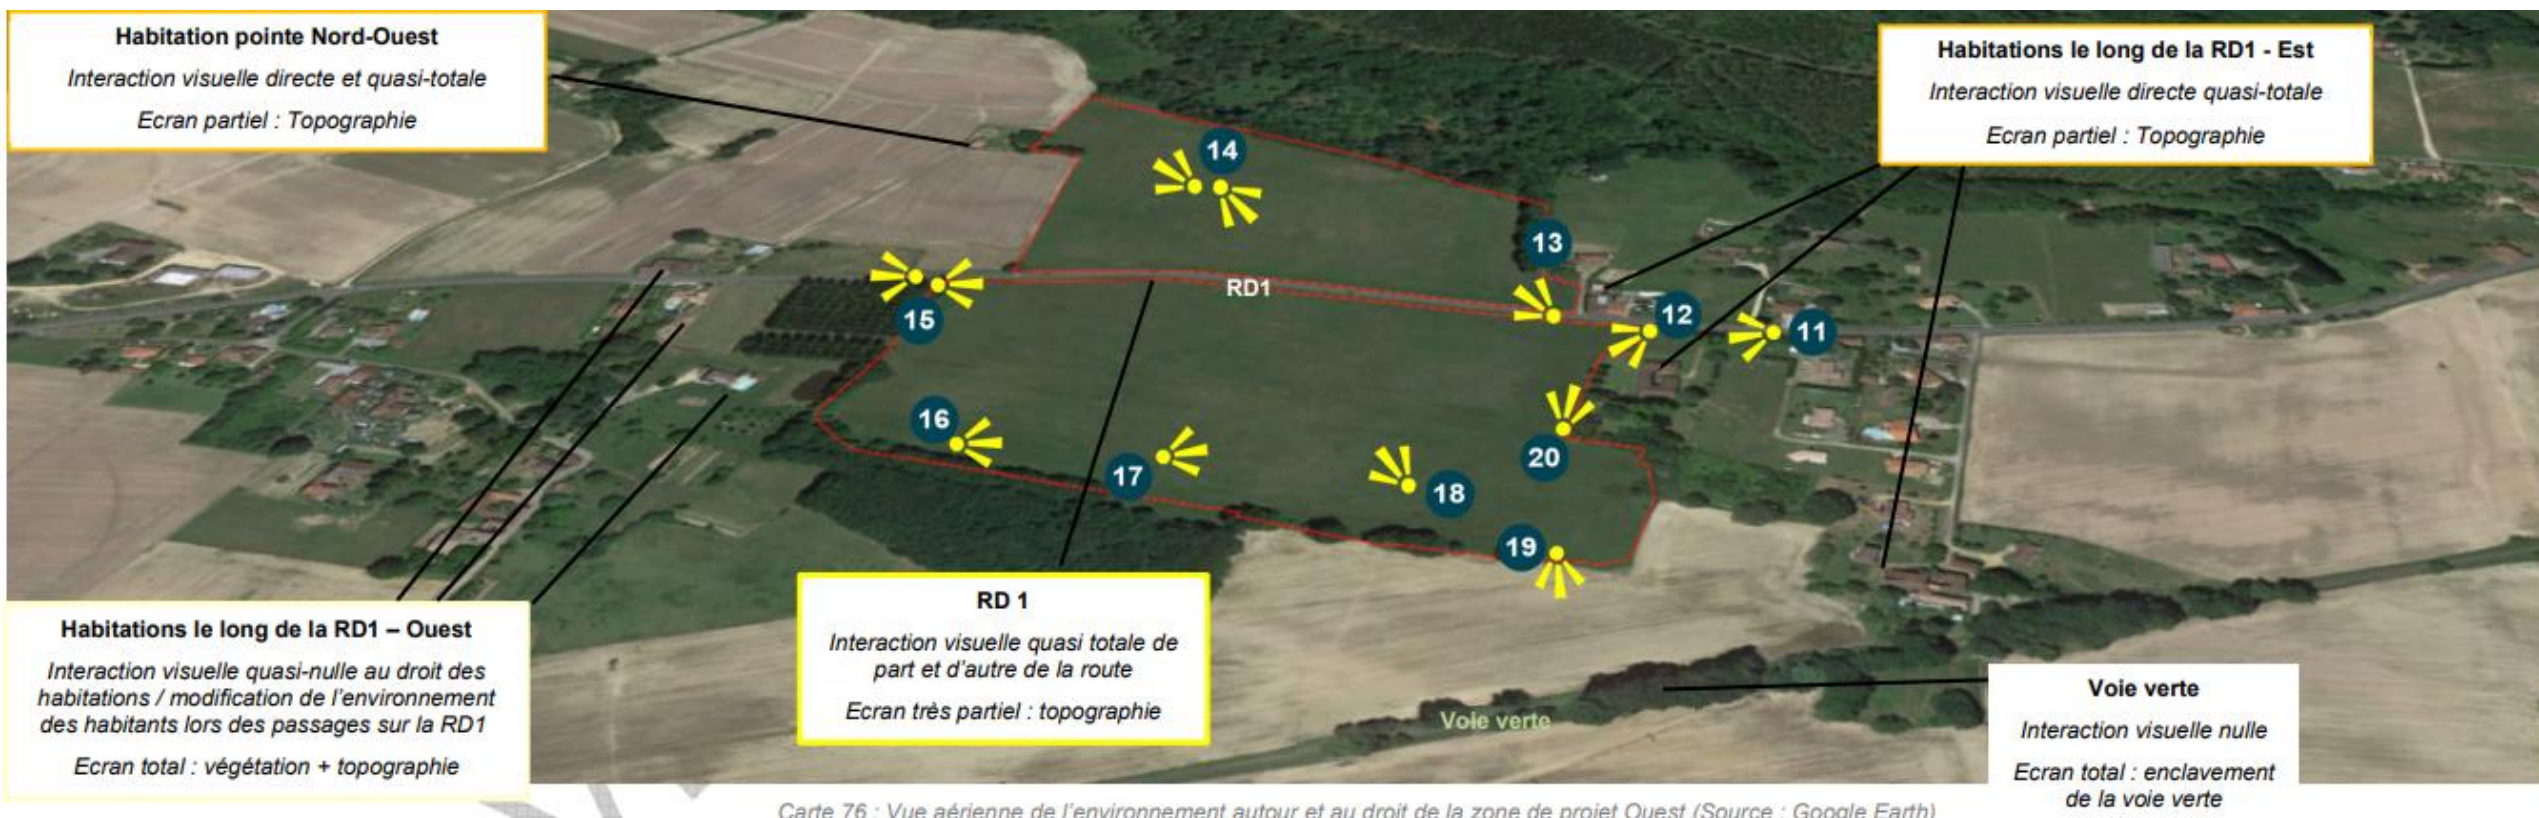 Habitation pointe Nord-Ouest
Interaction visuelle directe et quasi-totale
Ecran partiel : Topographie
Habitations le long de la RD1 - Est
Interaction visuelle directe quasi-totale
Ecran partiel : Topographie
14
13
RD1
15
12
11
16
17
18
20
19
Habitations le long de la RD1 – Ouest
Interaction visuelle quasi-nulle au droit des
habitations / modification de l'environnement
des habitants lors des passages sur la RD1
Ecran total : végétation + topographie
RD 1
Interaction visuelle quasi totale de
part et d'autre de la route
Ecran très partiel : topographie
Voie verte
Voie verte
Interaction visuelle nulle
Ecran total : enclavement
de la voie verte
Carte 76 : Vue aérienne de l'environnement autour et au droit de la zone de projet Ouest (Source : Google Earth)